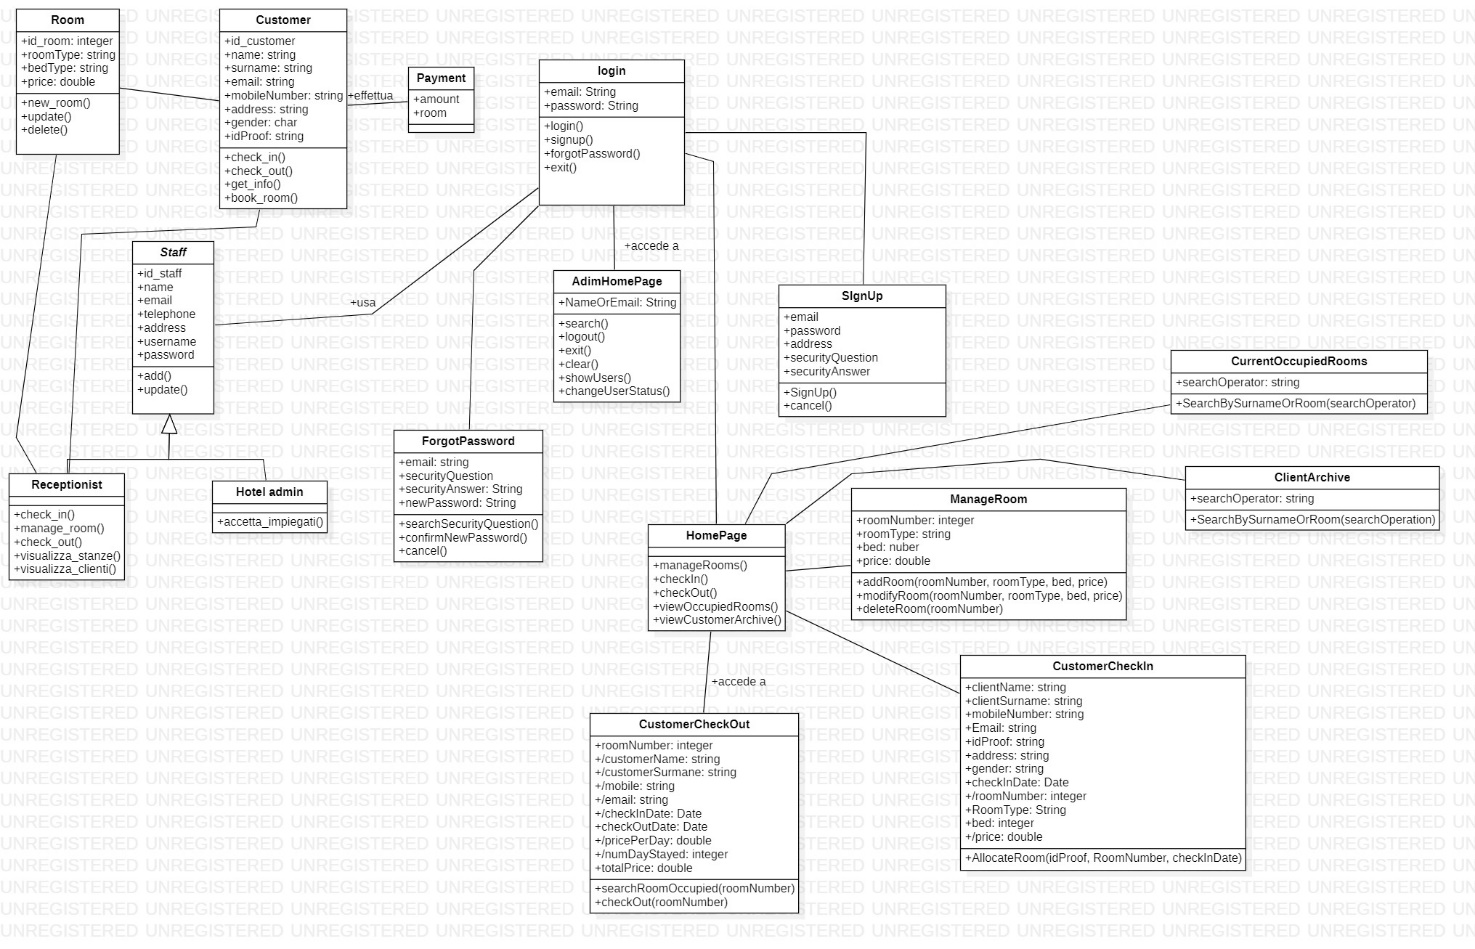 Room
+id_room: integer
+roomType: string
+bedType: string
+price: double
+new_room()
+update()
+delete()
Customer
+id_customer
+name: string
+surname: string
+email: string
+mobileNumber: string
+address: string
+gender: char
+idProof: string
+check_in()
+check_out()
+get_info()
+book_room()
+effettua
Payment
+amount
+room
login
+email: String
+password: String
+login()
+signup()
+forgotPassword()
+exit()
Staff
+id_staff
+name
+email
+telephone
+address
+username
+password
+add()
+update()
+usa
+accede a
AdimHomePage
+NameOrEmail: String
+search()
+logout()
+exit()
+clear()
+showUsers()
+changeUserStatus()
SIgnUp
+email
+password
+address
+securityQuestion
+securityAnswer
+SignUp()
+cancel()
CurrentOccupiedRooms
+searchOperator: string
+SearchBySurnameOrRoom(searchOperator)
Receptionist
+check_in()
+manage_room()
+check_out()
+visualizza_stanze()
+visualizza_clienti()
Hotel admin
+accetta_impiegati()
ForgotPassword
+email: string
+securityQuestion
+securityAnswer: String
+newPassword: String
+searchSecurityQuestion()
+confirmNewPassword()
+cancel()
ClientArchive
+searchOperator: string
+SearchBySurnameOrRoom(searchOperation)
ManageRoom
+roomNumber: integer
+roomType: string
+bed: nuber
+price: double
+addRoom(roomNumber, roomType, bed, price)
+modifyRoom(roomNumber, roomType, bed, price)
+deleteRoom(roomNumber)
HomePage
+manageRooms()
+checkIn()
+checkOut()
+viewOccupiedRooms()
+viewCustomerArchive()
+accede a
CustomerCheckIn
+clientName: string
+clientSurname: string
+mobileNumber: string
+Email: string
+idProof: string
+address: string
+gender: string
+checkInDate: Date
+/roomNumber: integer
+RoomType: String
+bed: integer
+/price: double
+AllocateRoom(idProof, RoomNumber, checkInDate)
CustomerCheckOut
+roomNumber: integer
+/customerName: string
+/customerSurmane: string
+/mobile: string
+/email: string
+/checkInDate: Date
+checkOutDate: Date
+/pricePerDay: double
+/numDayStayed: integer
+totalPrice: double
+searchRoomOccupied(roomNumber)
+checkOut(roomNumber)
UNREGISTERED